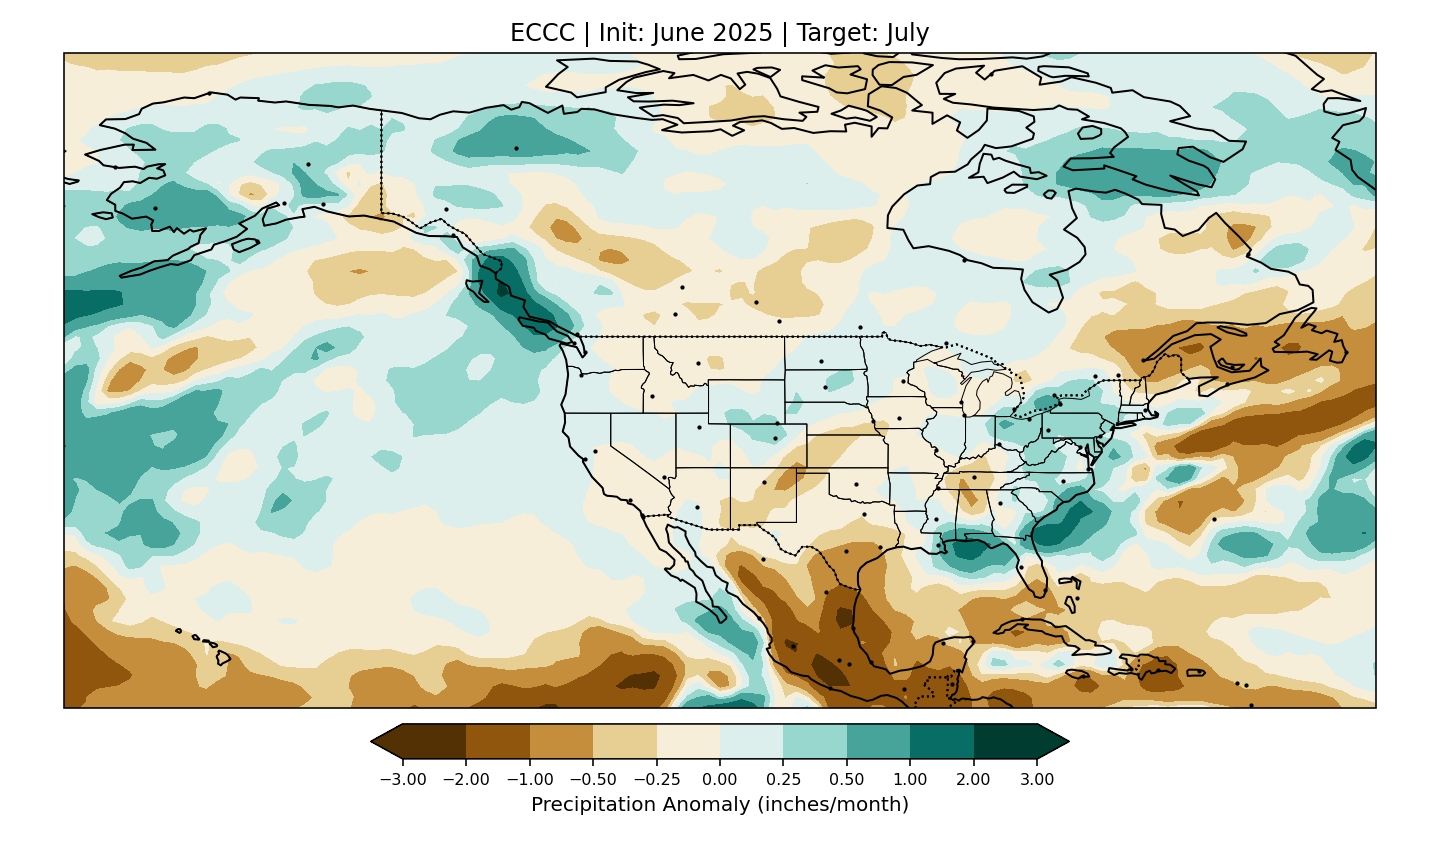 ECCC | Init: June 2025 | Target: July
−3.00 −2.00 −1.00 −0.50 −0.25 0.00 0.25 0.50 1.00 2.00 3.00
Precipitation Anomaly (inches/month)